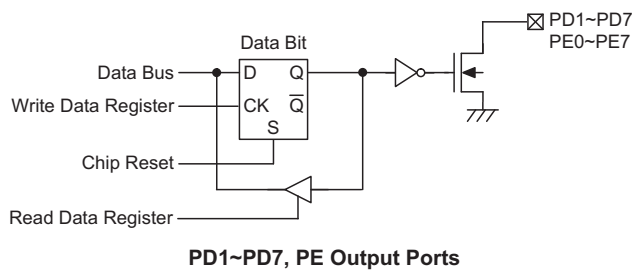 PD1~PD7
PE0~PE7
Data Bit
Data Bus
D
Q
Write Data Register
CK
Q̅
S
Chip Reset
Read Data Register
PD1~PD7, PE Output Ports